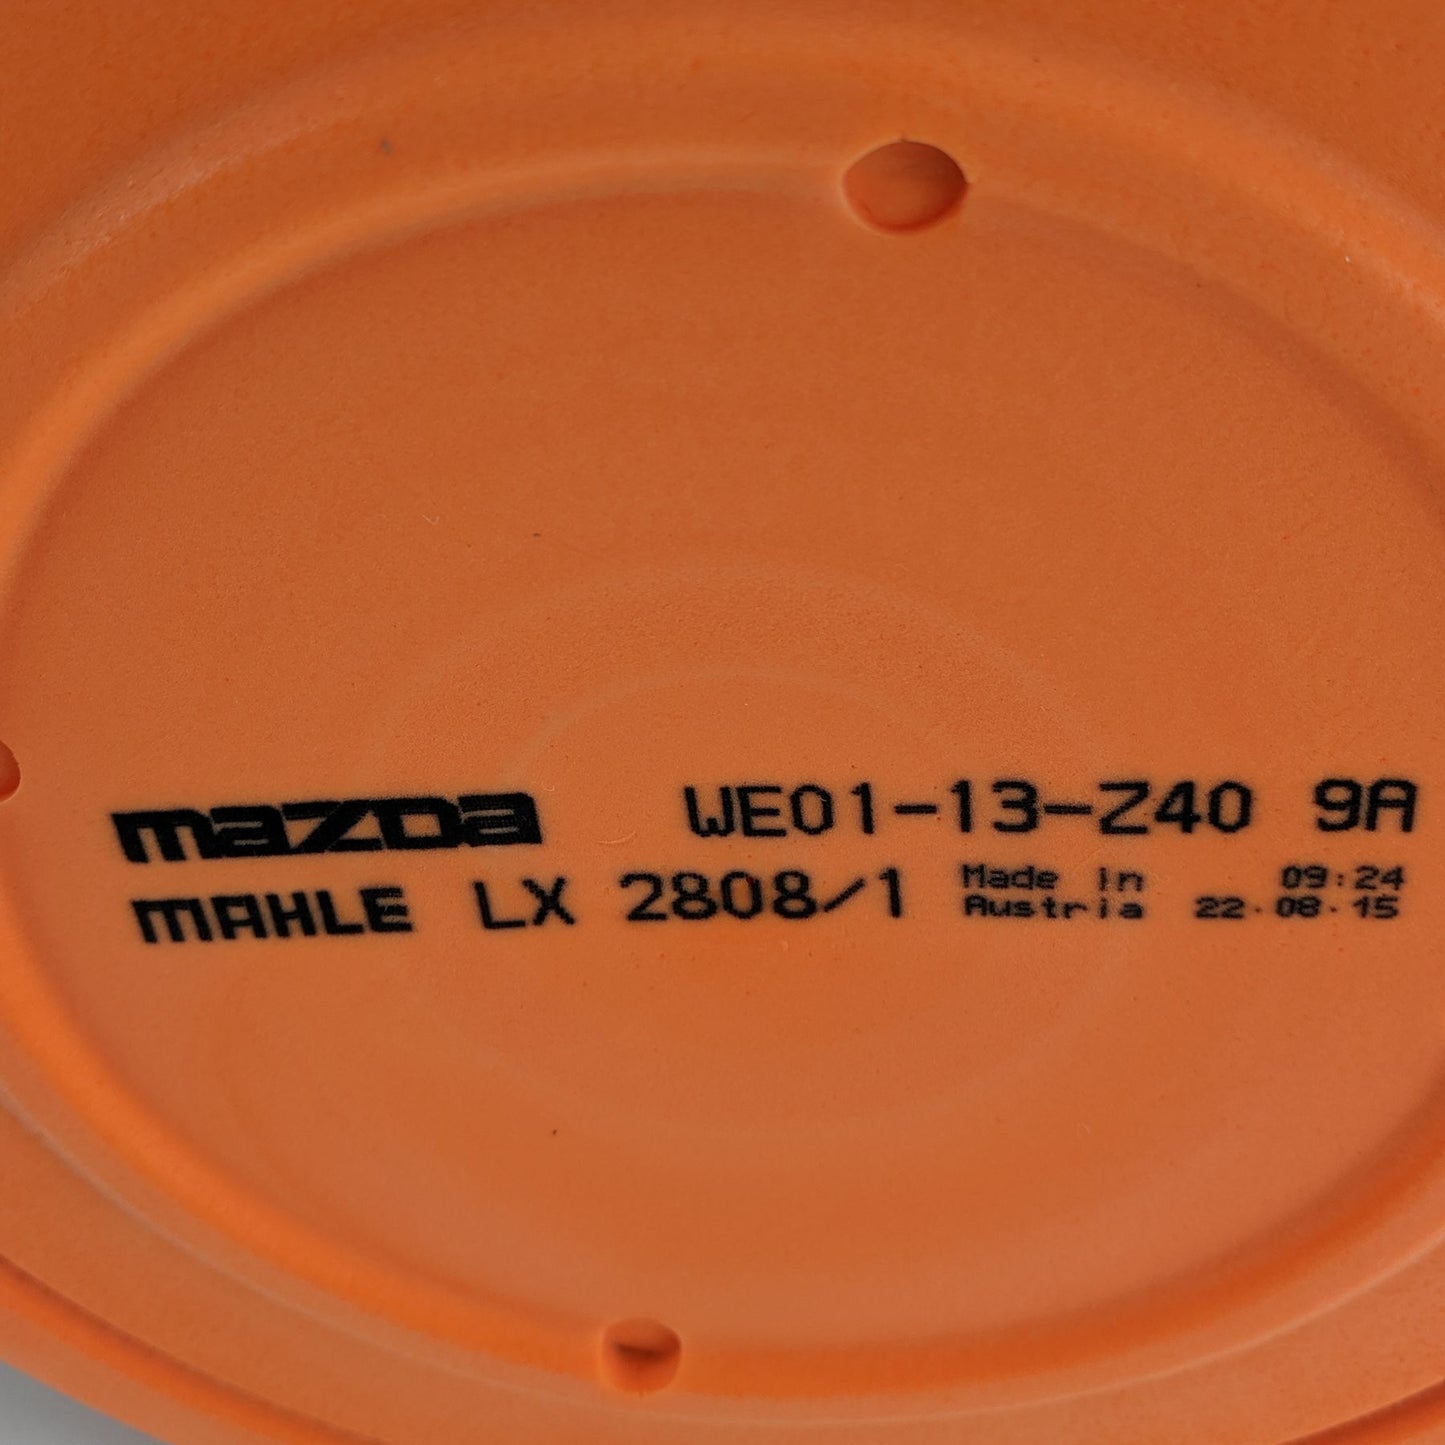 mazda WE01-13-Z40 9A
MAHLE LX 2808/1 Made in 09:24
Austria 22.08.15